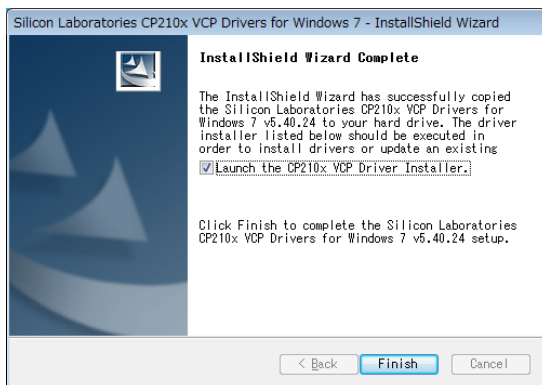 Silicon Laboratories CP210x VCP Drivers for Windows 7 - InstallShield Wizard
InstallShield Wizard Complete
The InstallShield Wizard has successfully copied
the Silicon Laboratories CP210x VCP Drivers for
Windows 7 v5.40.24 to your hard drive. The driver
installer listed below should be executed in
order to install drivers or update an existing
Launch the CP210x VCP Driver Installer.
Click Finish to complete the Silicon Laboratories
CP210x VCP Drivers for Windows 7 v5.40.24 setup.
< Back Finish Cancel